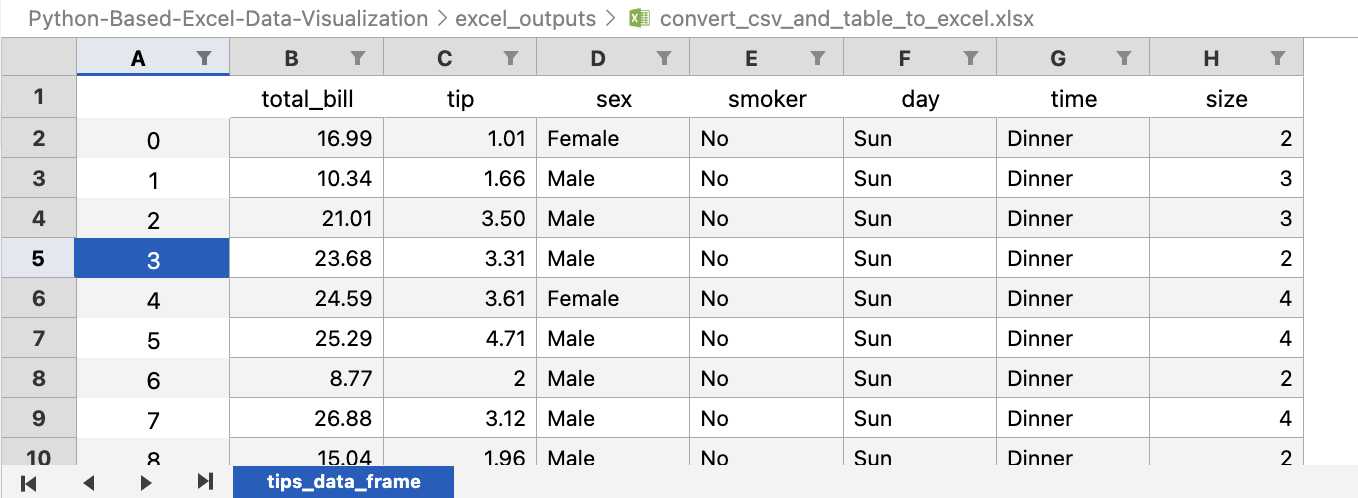 Python-Based-Excel-Data-Visualization > excel_outputs > convert_csv_and_table_to_excel.xlsx
A B C D E F G H
1 total_bill tip sex smoker day time size
2 0 16.99 1.01 Female No Sun Dinner 2
3 1 10.34 1.66 Male No Sun Dinner 3
4 2 21.01 3.50 Male No Sun Dinner 3
5 3 23.68 3.31 Male No Sun Dinner 2
6 4 24.59 3.61 Female No Sun Dinner 4
7 5 25.29 4.71 Male No Sun Dinner 4
8 6 8.77 2 Male No Sun Dinner 2
9 7 26.88 3.12 Male No Sun Dinner 4
10 8 15.04 1.96 Male No Sun Dinner 2
tips_data_frame